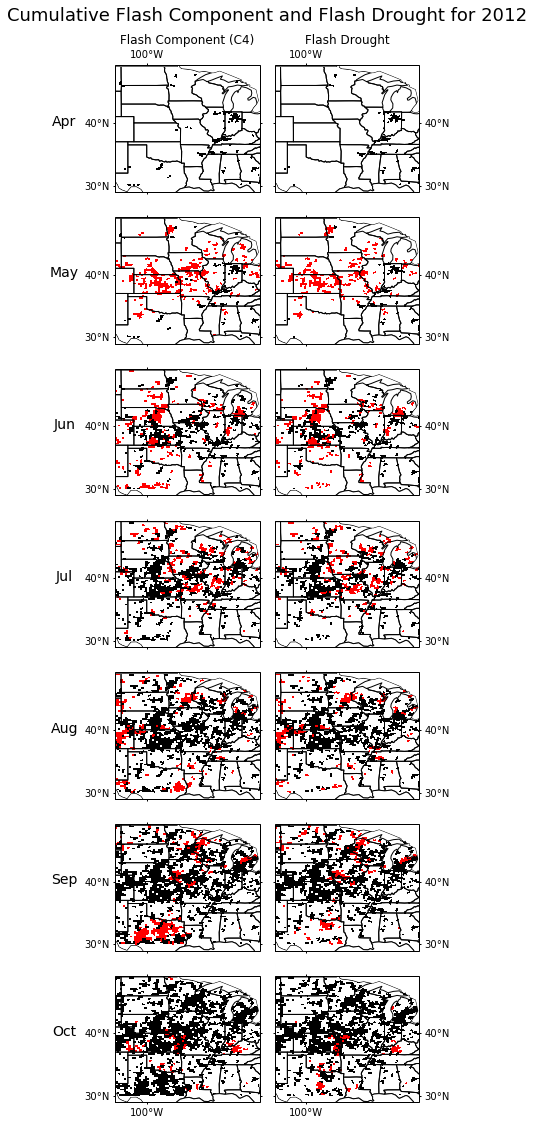 Cumulative Flash Component and Flash Drought for 2012
Flash Component (C4) Flash Drought
100°W 100°W
Apr 40°N 40°N
30°N 30°N
May 40°N 40°N
30°N 30°N
Jun 40°N 40°N
30°N 30°N
Jul 40°N 40°N
30°N 30°N
Aug 40°N 40°N
30°N 30°N
Sep 40°N 40°N
30°N 30°N
Oct 40°N 40°N
30°N 30°N
100°W 100°W